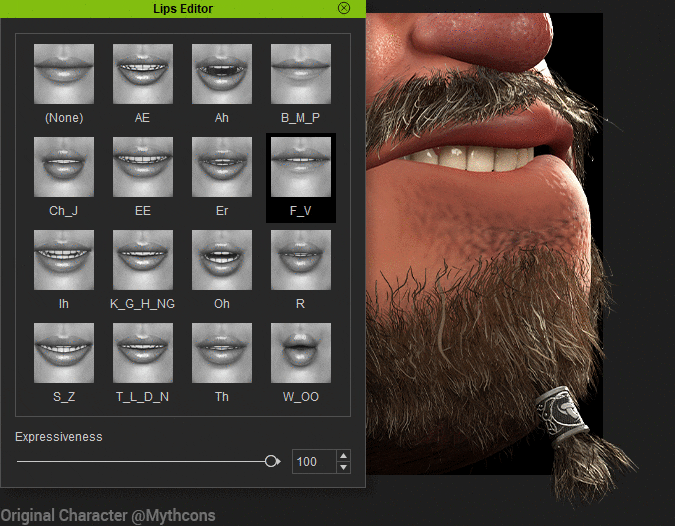 Lips Editor
(None) AE Ah B_M_P
Ch_J EE Er F_V
Ih K_G_H_NG Oh R
S_Z T_L_D_N Th W_OO
Expressiveness
100
Original Character @Mythcons